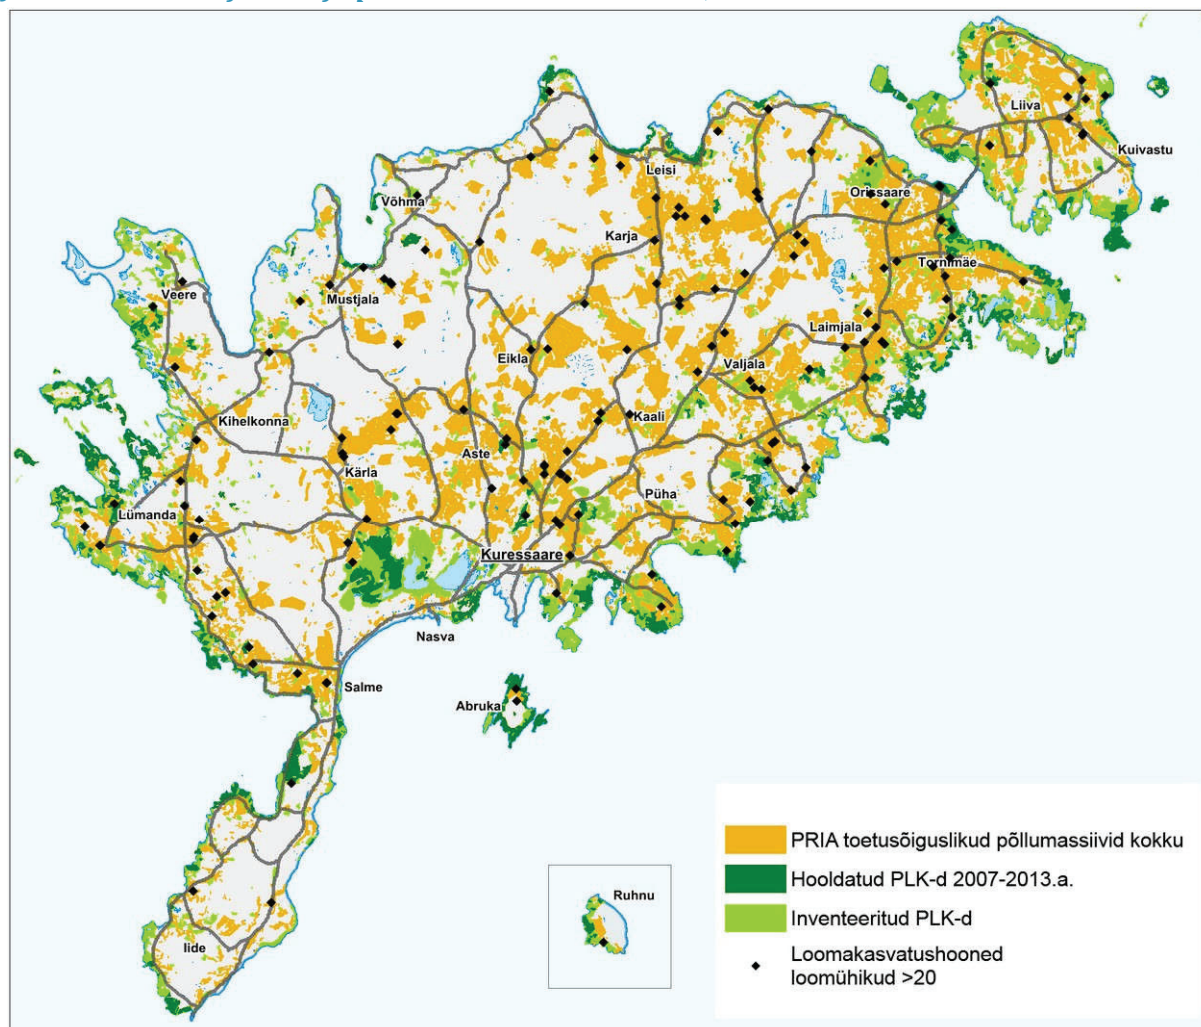 Liiva
Kuivastu
Leisi
Orissaare
Võhma
Karja
Tornimäe
Veere
Mustjala
Laimjala
Eikla
Valjala
Kihelkonna
Kaali
Aste
Kärla
Püha
Lümanda
Kuressaare
Nasva
Salme
Abruka
Iide
Ruhnu
PRIA toetusõiguslikud põllumassiivid kokku
Hooldatud PLK-d 2007-2013.a.
Inventeeritud PLK-d
Loomakasvatushooned
loomühikud >20